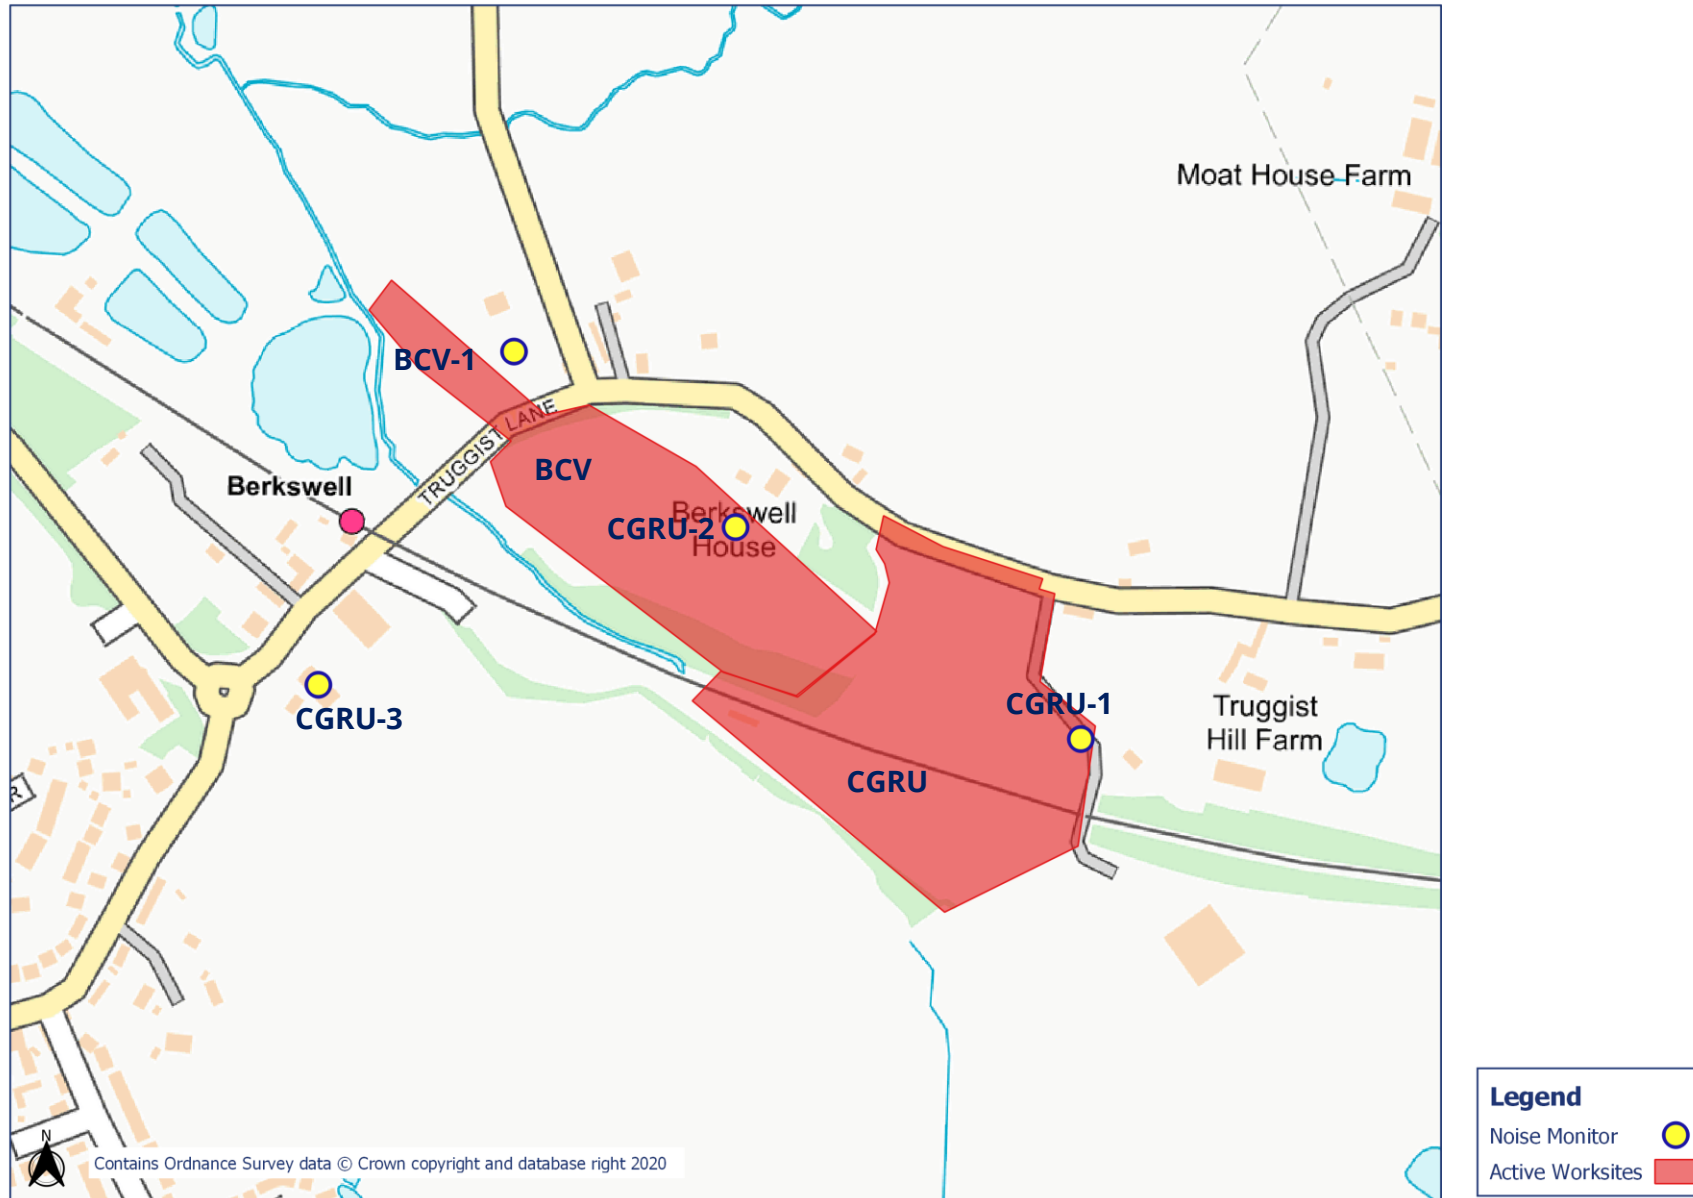 Moat House Farm
BCV-1
TRUGGIST LANE
BCV
Berkswell
Berkswell
House
CGRU-2
CGRU-1
Truggist
Hill Farm
CGRU-3
CGRU
R
N
Contains Ordnance Survey data © Crown copyright and database right 2020
Legend
Noise Monitor
Active Worksites